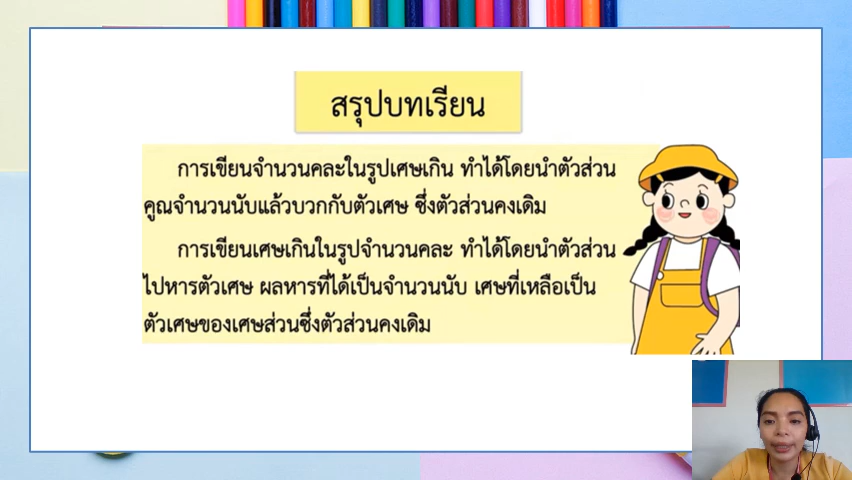 สรุปบทเรียน
การเขียนจำนวนคละในรูปเศษเกิน ทำได้โดยนำตัวส่วน
คูณจำนวนนับแล้วบวกกับตัวเศษ ซึ่งตัวส่วนคงเดิม
การเขียนเศษเกินในรูปจำนวนคละ ทำได้โดยนำตัวส่วน
ไปหารตัวเศษ ผลหารที่ได้เป็นจำนวนนับ เศษที่เหลือเป็น
ตัวเศษของเศษส่วนซึ่งตัวส่วนคงเดิม